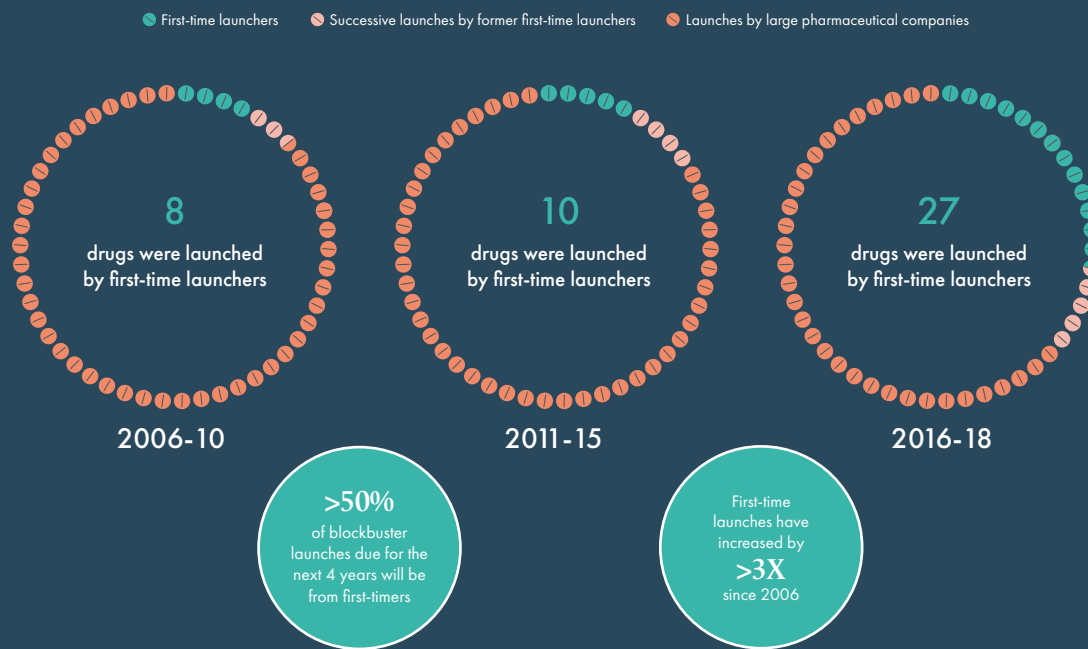 First-time launchers
Successive launches by former first-time launchers
Launches by large pharmaceutical companies
8
drugs were launched
by first-time launchers
2006-10
10
drugs were launched
by first-time launchers
2011-15
27
drugs were launched
by first-time launchers
2016-18
>50%
of blockbuster
launches due for the
next 4 years will be
from first-timers
First-time
launches have
increased by
>3X
since 2006